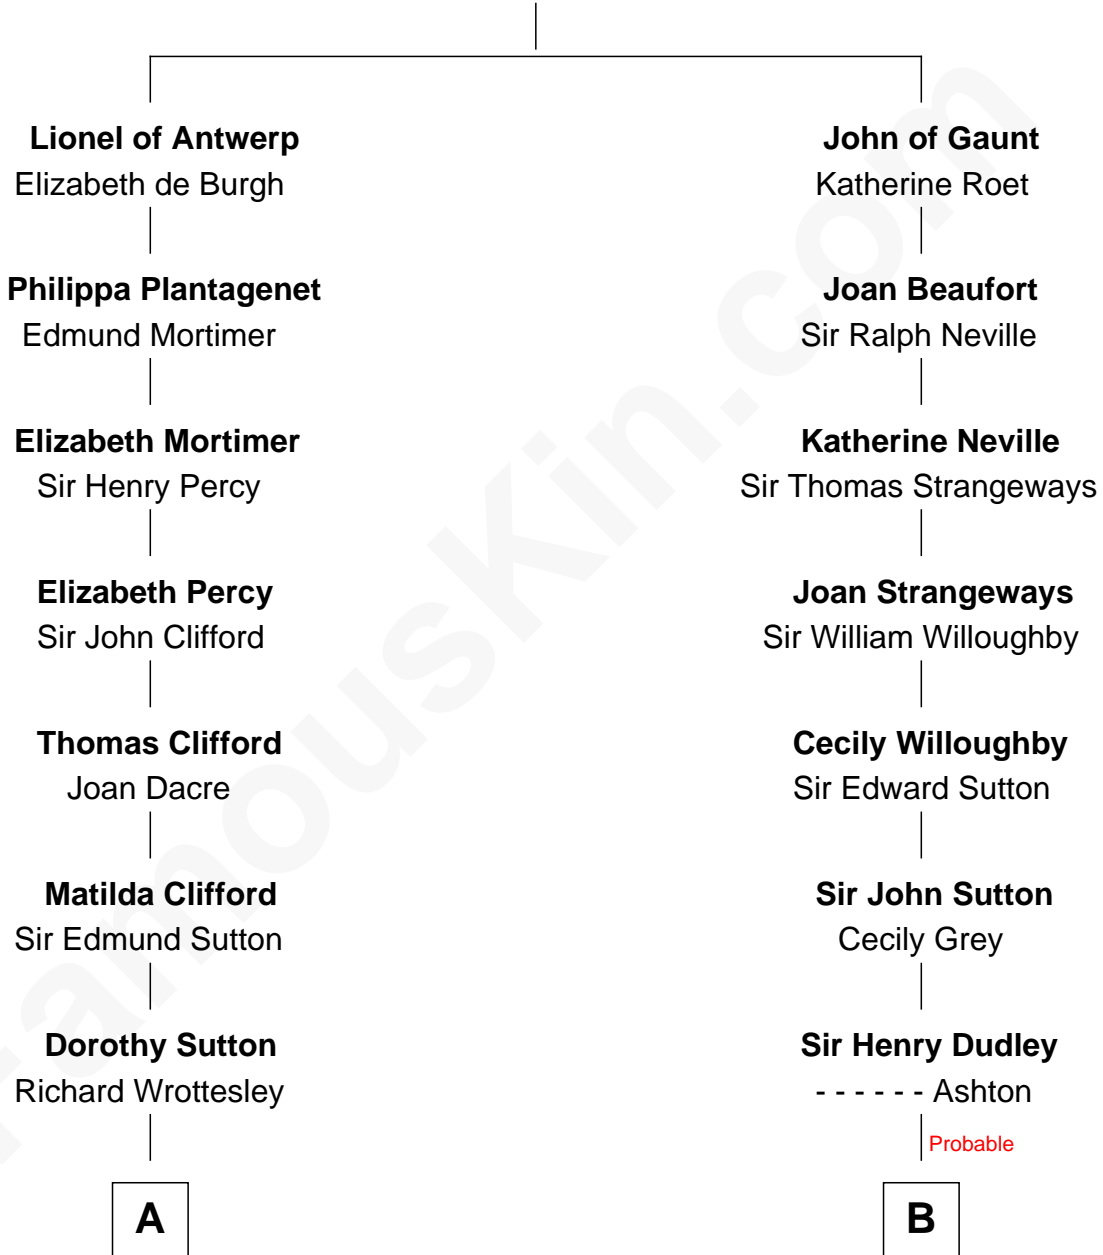 Lionel of Antwerp
Elizabeth de Burgh
Philippa Plantagenet
Edmund Mortimer
Elizabeth Mortimer
Sir Henry Percy
Elizabeth Percy
Sir John Clifford
Thomas Clifford
Joan Dacre
Matilda Clifford
Sir Edmund Sutton
Dorothy Sutton
Richard Wrottesley
A
John of Gaunt
Katherine Roet
Joan Beaufort
Sir Ralph Neville
Katherine Neville
Sir Thomas Strangeways
Joan Strangeways
Sir William Willoughby
Cecily Willoughby
Sir Edward Sutton
Sir John Sutton
Cecily Grey
Sir Henry Dudley
- - - - - - Ashton
Probable
B
FamousKin.com